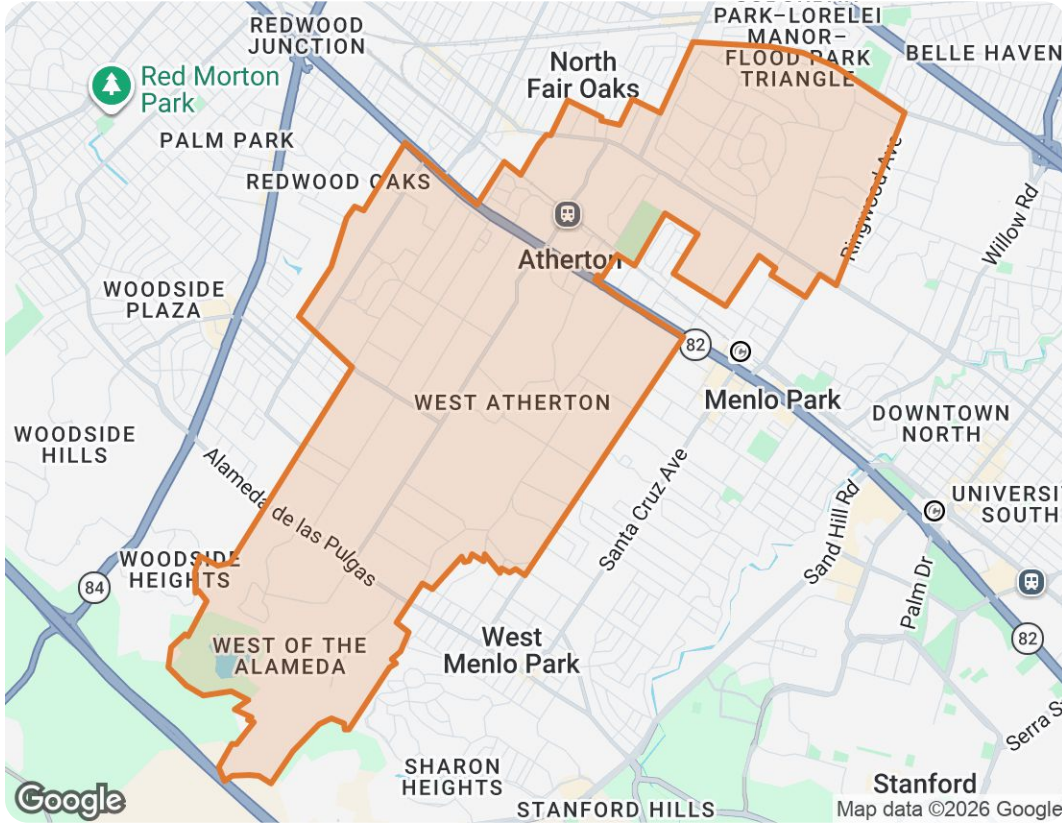 REDWOOD
JUNCTION
PARK–LORELEI
MANOR–
FLOOD PARK
TRIANGLE
BELLE HAVEN
North
Fair Oaks
Red Morton
Park
PALM PARK
REDWOOD OAKS
Ringwood Ave
Willow Rd
Atherton
WOODSIDE
PLAZA
82
Menlo Park
WEST ATHERTON
DOWNTOWN
NORTH
WOODSIDE
HILLS
Alameda de las Pulgas
Santa Cruz Ave
Sand Hill Rd
UNIVERSI
SOUTH
WOODSIDE
HEIGHTS
84
Palm Dr
82
WEST OF THE
ALAMEDA
West
Menlo Park
Serra S
SHARON
HEIGHTS
Stanford
STANFORD HILLS
Google
Map data ©2026 Google